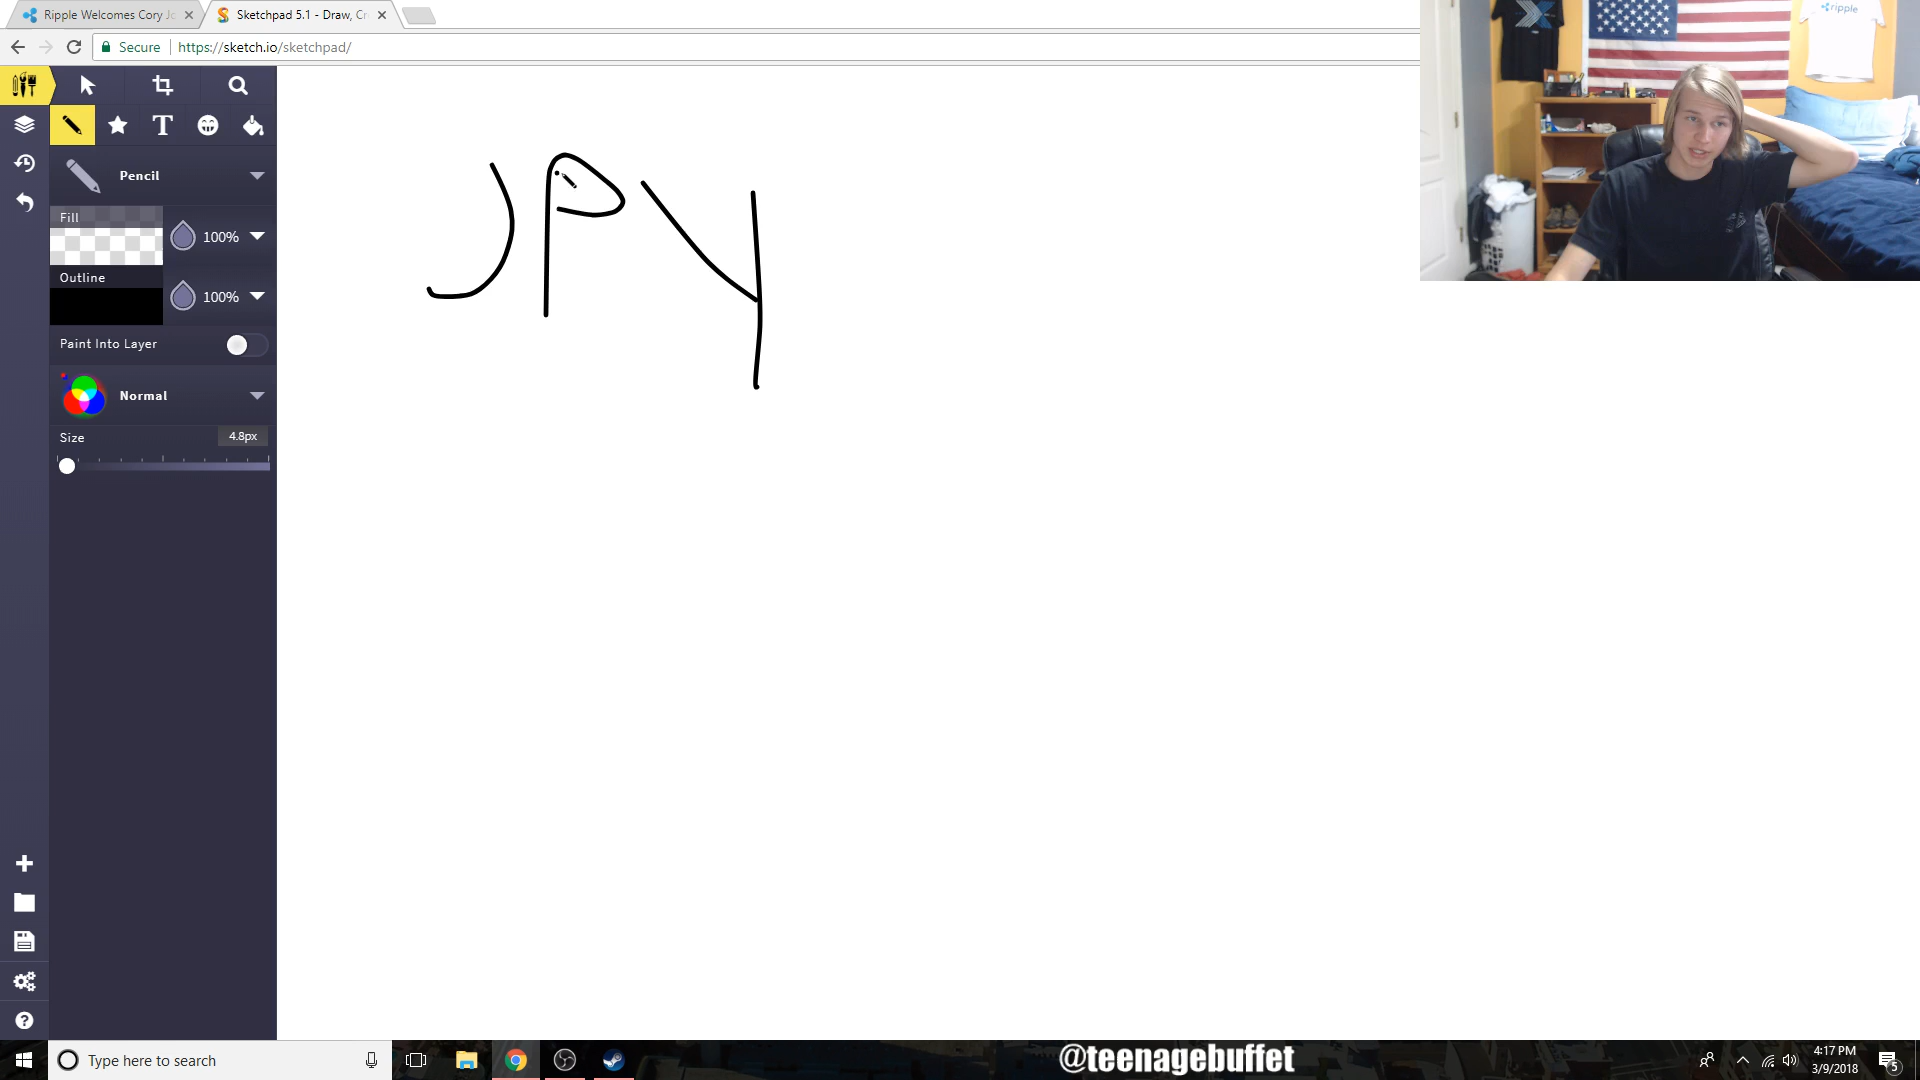 Ripple Welcomes Cory Jo
Sketchpad 5.1 - Draw, Cr
Secure
https://sketch.io/sketchpad/
ripple
T
Pencil
Fill
100%
Outline
100%
Paint Into Layer
Normal
Size
4.8px
JPY
Type here to search
@teenagebuffet
4:17 PM
3/9/2018
5